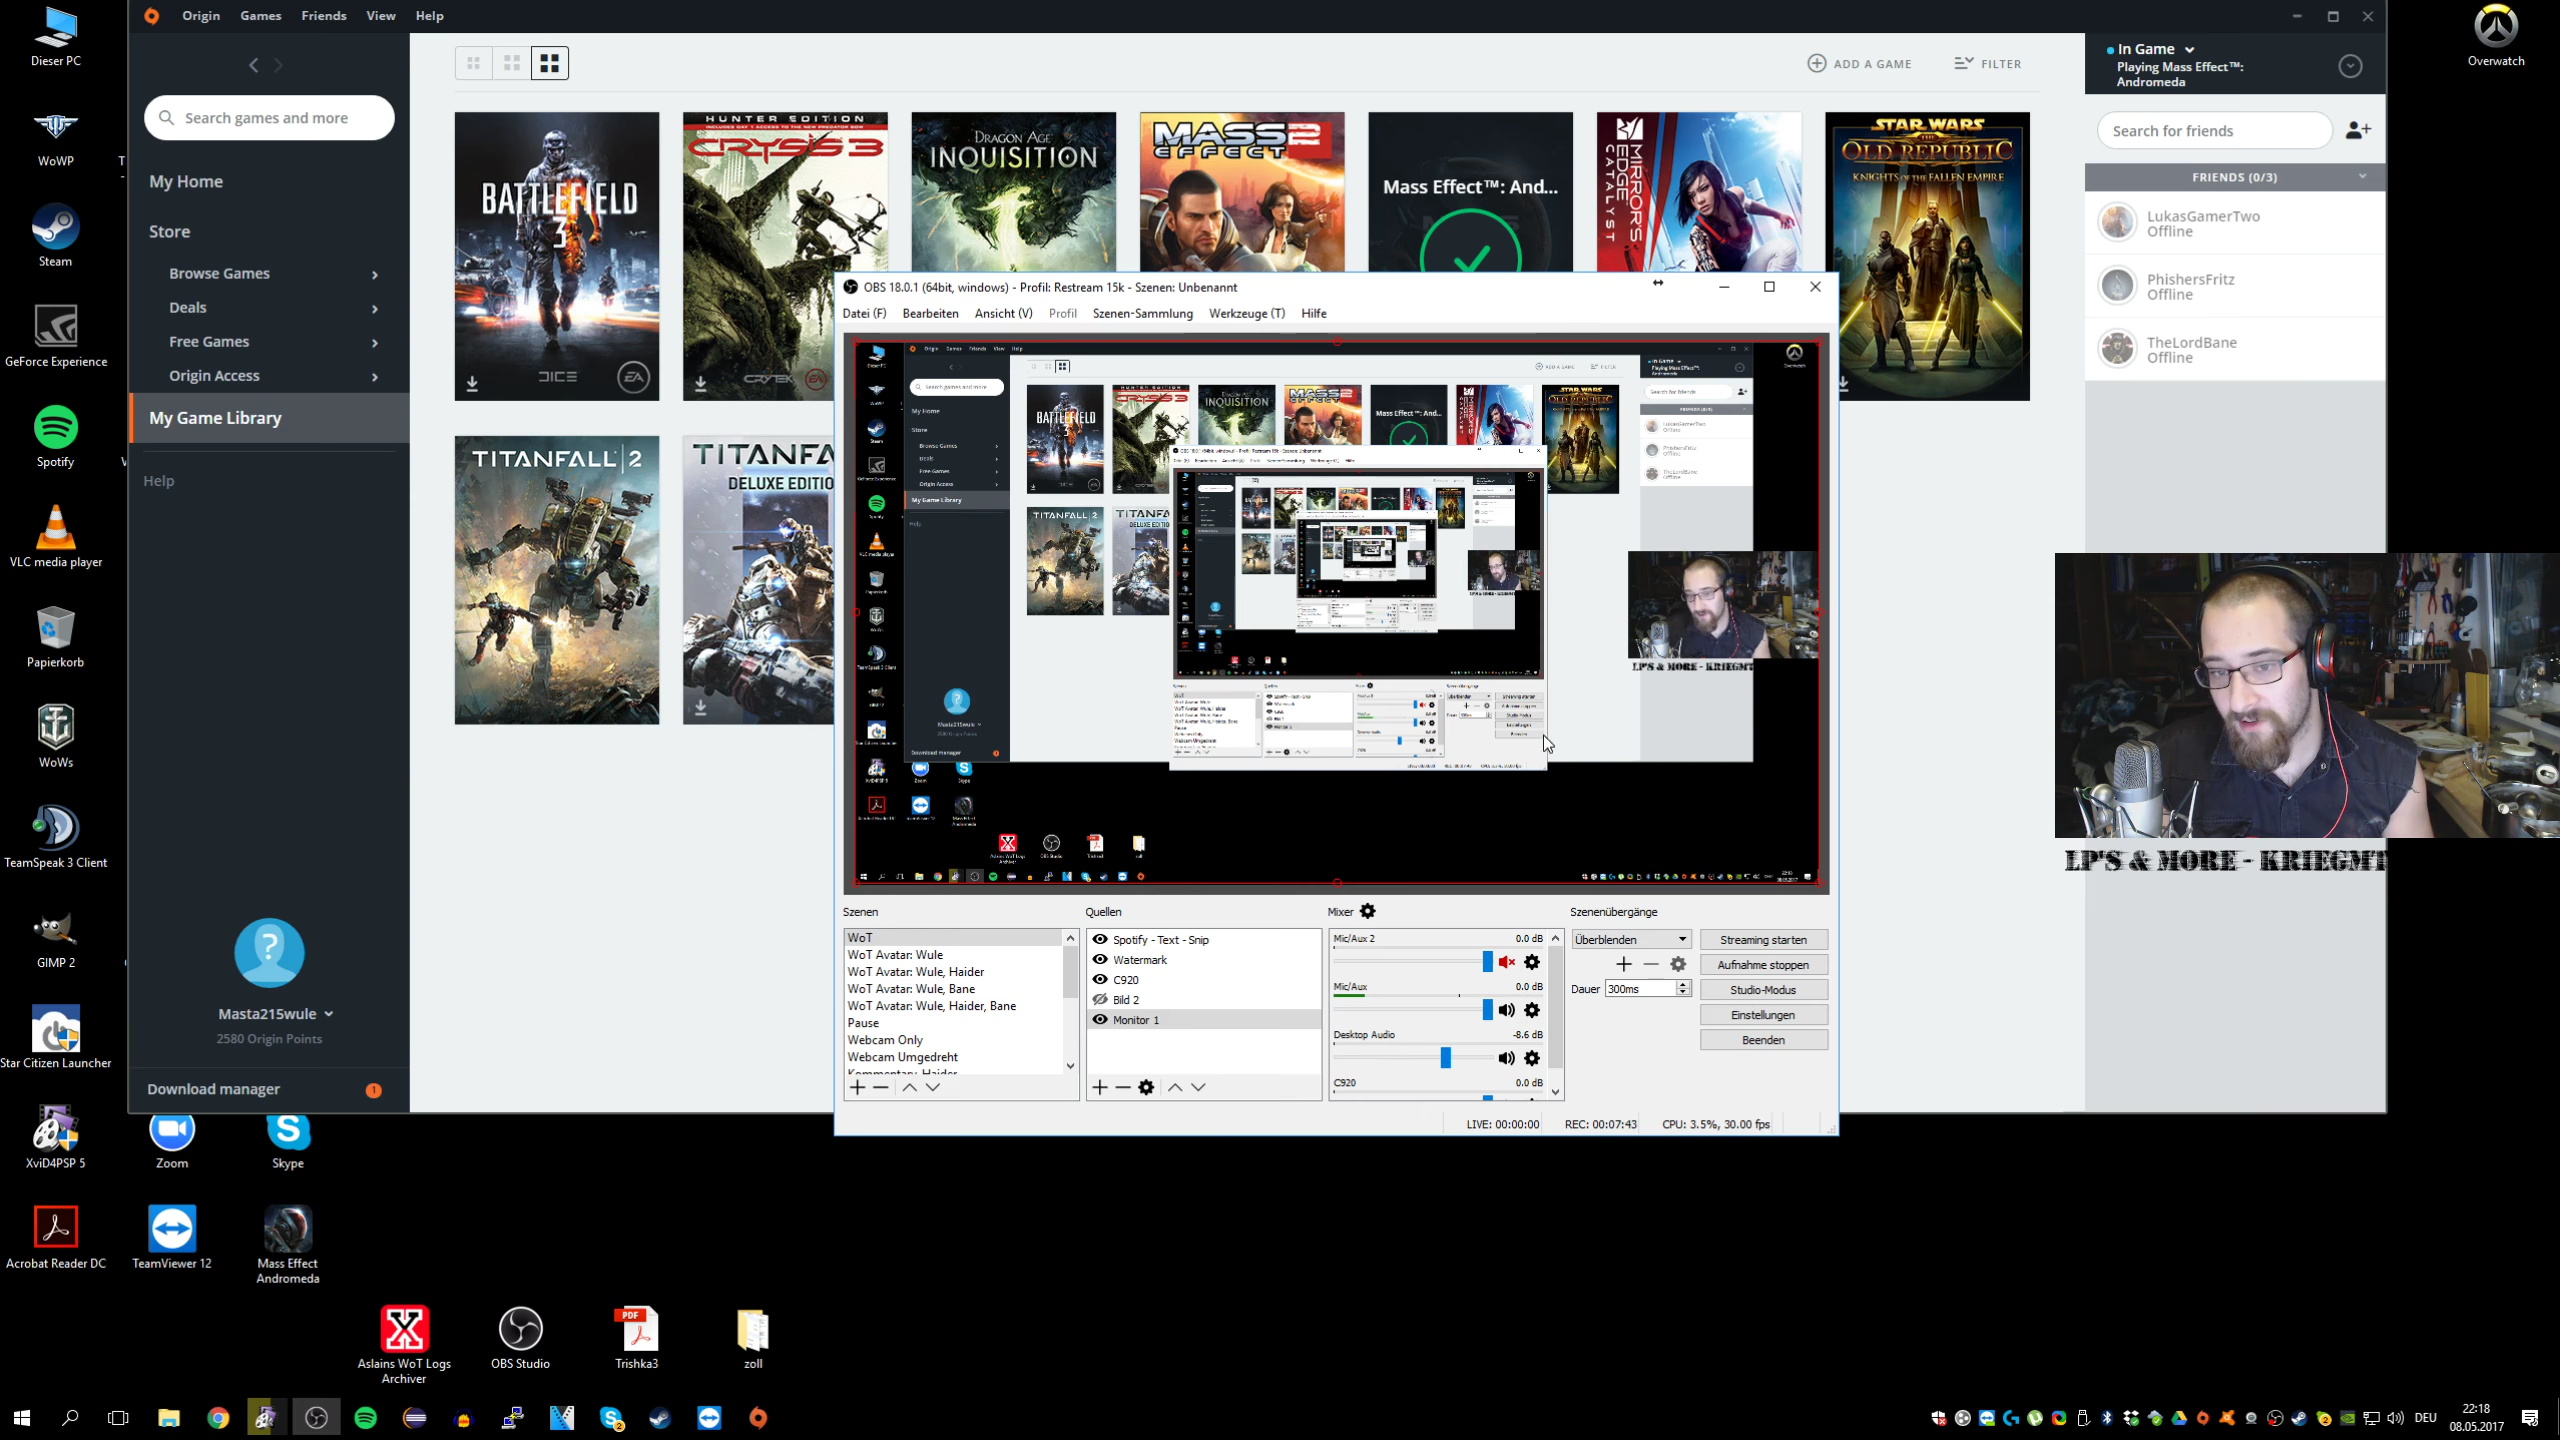 Origin Games Friends View Help
Dieser PC
WoWP
Steam
GeForce Experience
Spotify
VLC media player
Papierkorb
WoWs
TeamSpeak 3 Client
GIMP 2
Star Citizen Launcher
XviD4PSP 5
Zoom
Skype
Acrobat Reader DC
TeamViewer 12
Mass Effect
Andromeda
Aslains WoT Logs
Archiver
OBS Studio
PDF
Trishka3
zoll
Overwatch
Search games and more
My Home
Store
Browse Games
Deals
Free Games
Origin Access
My Game Library
Help
Masta215wule
2580 Origin Points
Download manager 1
ADD A GAME FILTER
BATTLEFIELD
3
DICE EA
HUNTER EDITION
CRYSIS 3
CRYTEK EA
DRAGON AGE
INQUISITION
MASS
EFFECT 2
Mass Effect™: And...
MIRROR'S
EDGE
CATALYST
STAR WARS
THE
OLD REPUBLIC
KNIGHTS OF THE FALLEN EMPIRE
TITANFALL 2
TITANFA
DELUXE EDITIO
In Game
Playing Mass Effect™:
Andromeda
Search for friends
FRIENDS (0/3)
LukasGamerTwo
Offline
PhishersFritz
Offline
TheLordBane
Offline
LP'S & MORE - KRIEGMT
OBS 18.0.1 (64bit, windows) - Profil: Restream 15k - Szenen: Unbenannt
Datei (F) Bearbeiten Ansicht (V) Profil Szenen-Sammlung Werkzeuge (T) Hilfe
Szenen
WoT
WoT Avatar: Wule
WoT Avatar: Wule, Haider
WoT Avatar: Wule, Bane
WoT Avatar: Wule, Haider, Bane
Pause
Webcam Only
Webcam Umgedreht
Kommentary, Haider
Quellen
Spotify - Text - Snip
Watermark
C920
Bild 2
Monitor 1
Mixer
Mic/Aux 2 0.0 dB
Mic/Aux 0.0 dB
Desktop Audio -8.6 dB
C920 0.0 dB
Szenenübergänge
Überblenden
Dauer 300ms
Streaming starten
Aufnahme stoppen
Studio-Modus
Einstellungen
Beenden
LIVE: 00:00:00 REC: 00:07:43 CPU: 3.5%, 30.00 fps
DEU
22:18
08.05.2017